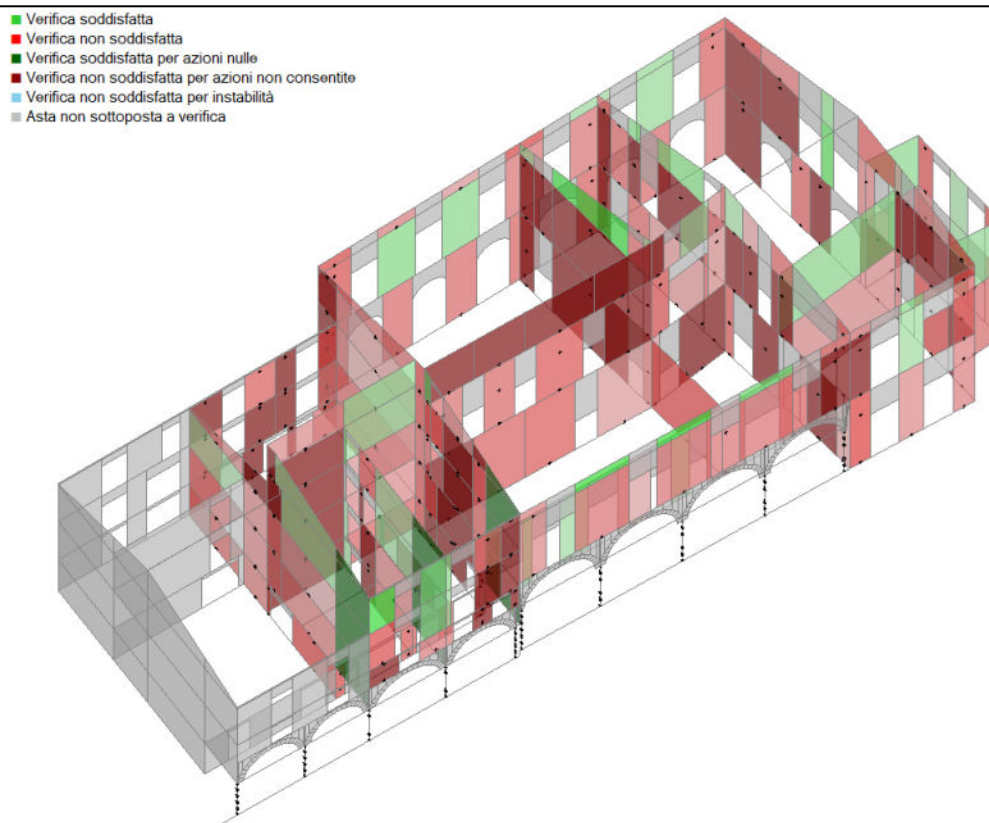 Verifica soddisfatta
Verifica non soddisfatta
Verifica soddisfatta per azioni nulle
Verifica non soddisfatta per azioni non consentite
Verifica non soddisfatta per instabilità
Asta non sottoposta a verifica